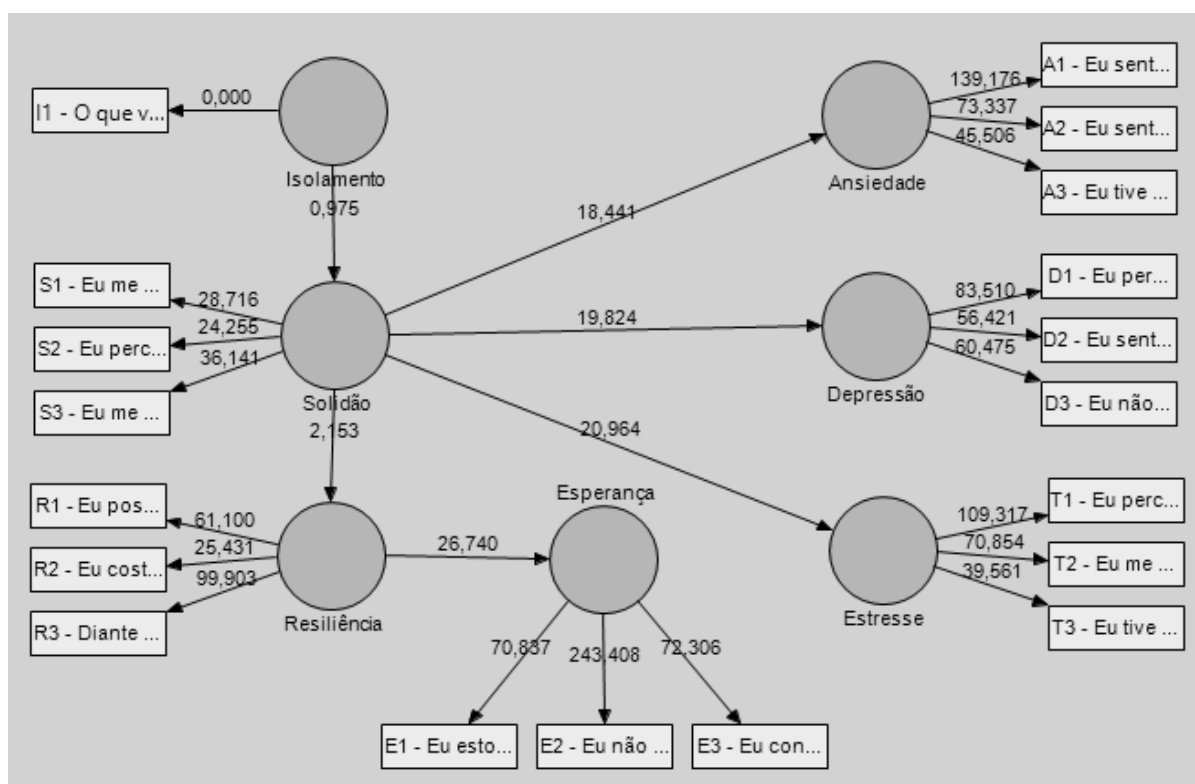 I1 - O que v...
0,000
Isolamento
0,975
S1 - Eu me ...
28,716
S2 - Eu perc...
24,255
S3 - Eu me ...
36,141
Solidão
2,153
R1 - Eu pos...
61,100
R2 - Eu cost...
25,431
R3 - Diante ...
99,903
Resiliência
26,740
Esperança
70,837
243,408
72,306
E1 - Eu esto...
E2 - Eu não ...
E3 - Eu con...
18,441
Ansiedade
139,176
A1 - Eu sent...
73,337
A2 - Eu sent...
45,506
A3 - Eu tive ...
19,824
Depressão
83,510
D1 - Eu per...
56,421
D2 - Eu sent...
60,475
D3 - Eu não...
20,964
Estresse
109,317
T1 - Eu perc...
70,854
T2 - Eu me ...
39,561
T3 - Eu tive ...